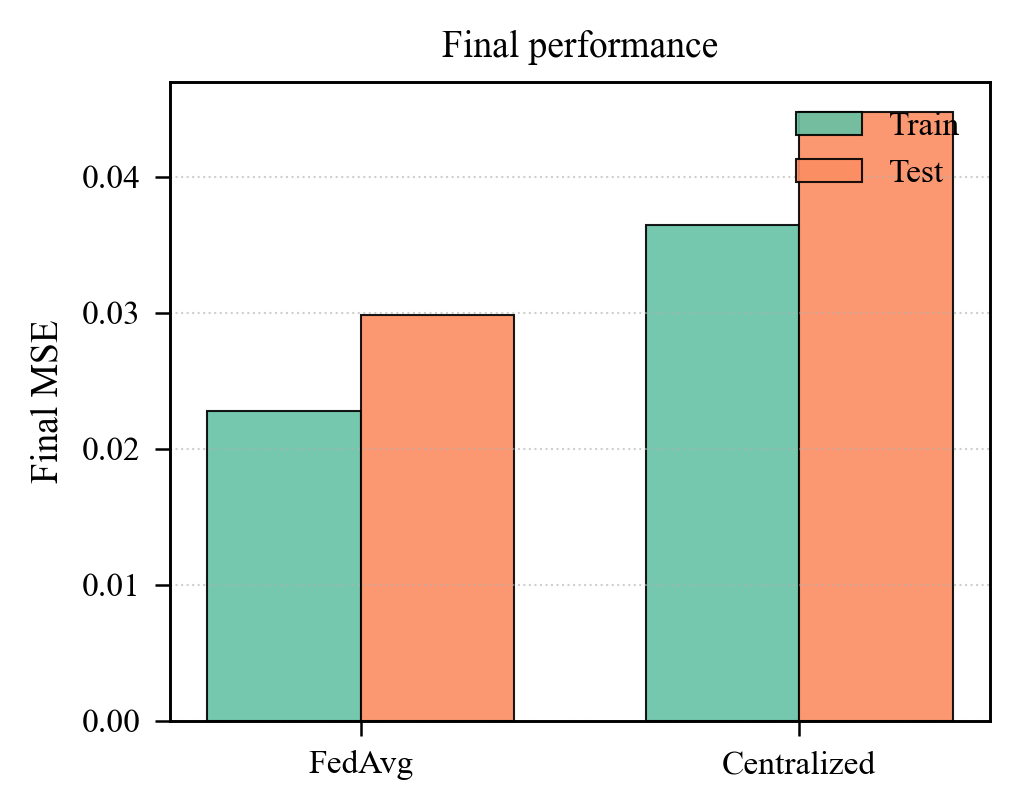 Final performance
Final MSE
0.04
0.03
0.02
0.01
0.00
Train
Test
FedAvg
Centralized